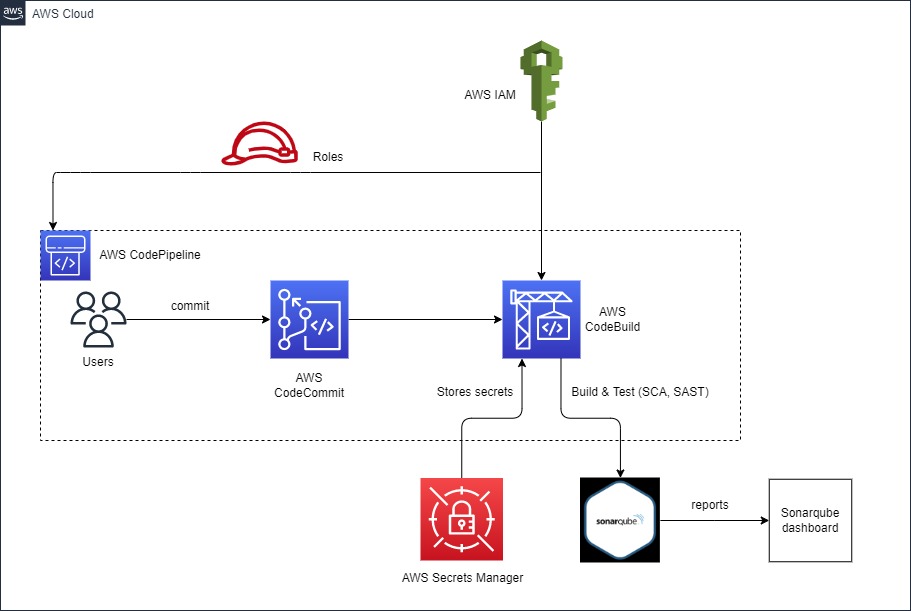 aws
AWS Cloud
AWS IAM
Roles
AWS CodePipeline
commit
Users
AWS
CodeCommit
AWS
CodeBuild
Stores secrets
Build & Test (SCA, SAST)
AWS Secrets Manager
sonarqube
reports
Sonarqube
dashboard